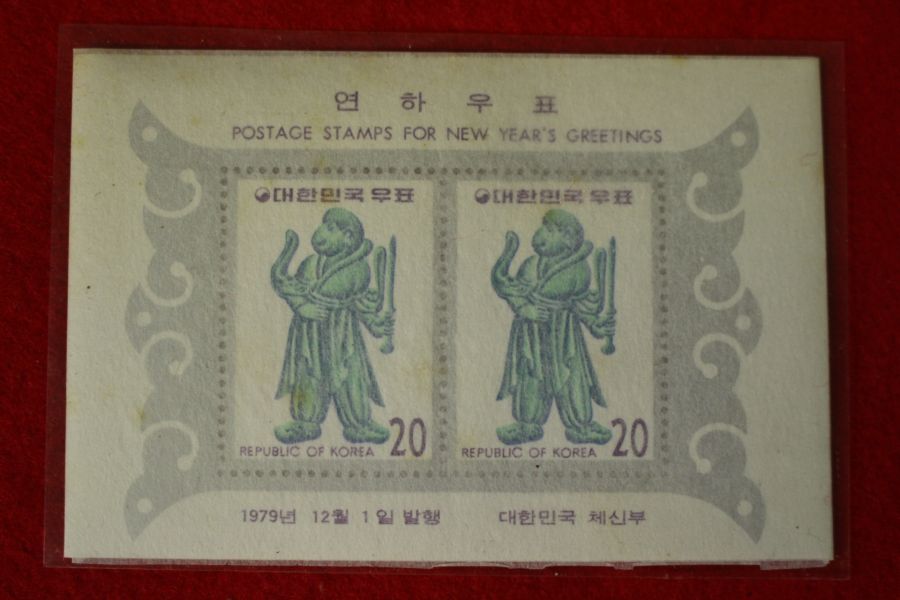 연하우표
POSTAGE STAMPS FOR NEW YEAR'S GREETINGS
대한민국우표
대한민국우표
20
REPUBLIC OF KOREA
20
REPUBLIC OF KOREA
1979년 12월 1일 발행 대한민국 체신부